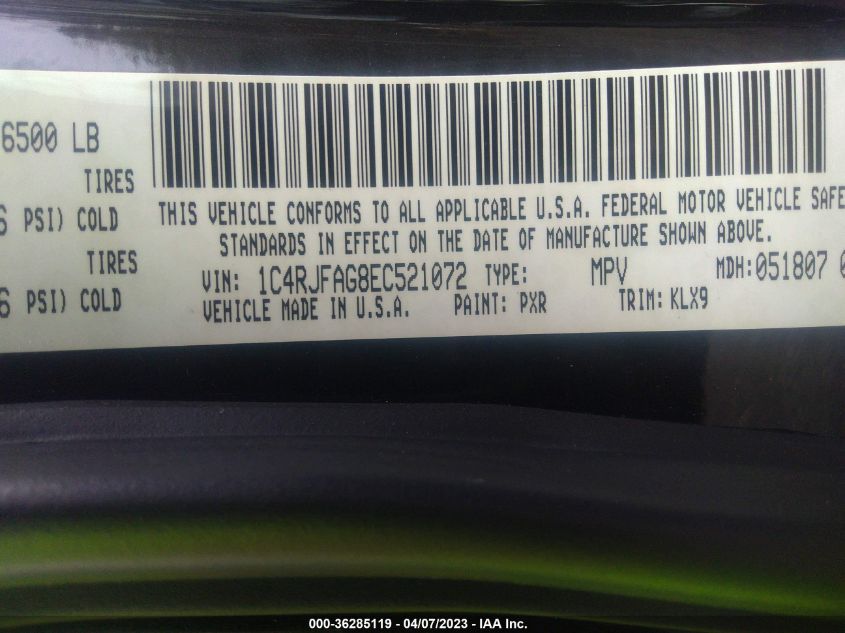 6500 LB
TIRES
PSI) COLD
TIRES
PSI) COLD
THIS VEHICLE CONFORMS TO ALL APPLICABLE U.S.A. FEDERAL MOTOR VEHICLE SAFE
STANDARDS IN EFFECT ON THE DATE OF MANUFACTURE SHOWN ABOVE.
VIN: 1C4RJFAG8EC521072 TYPE: MPV MDH:051807 0
VEHICLE MADE IN U.S.A. PAINT: PXR TRIM: KLX9
000-36285119 - 04/07/2023 - IAA Inc.